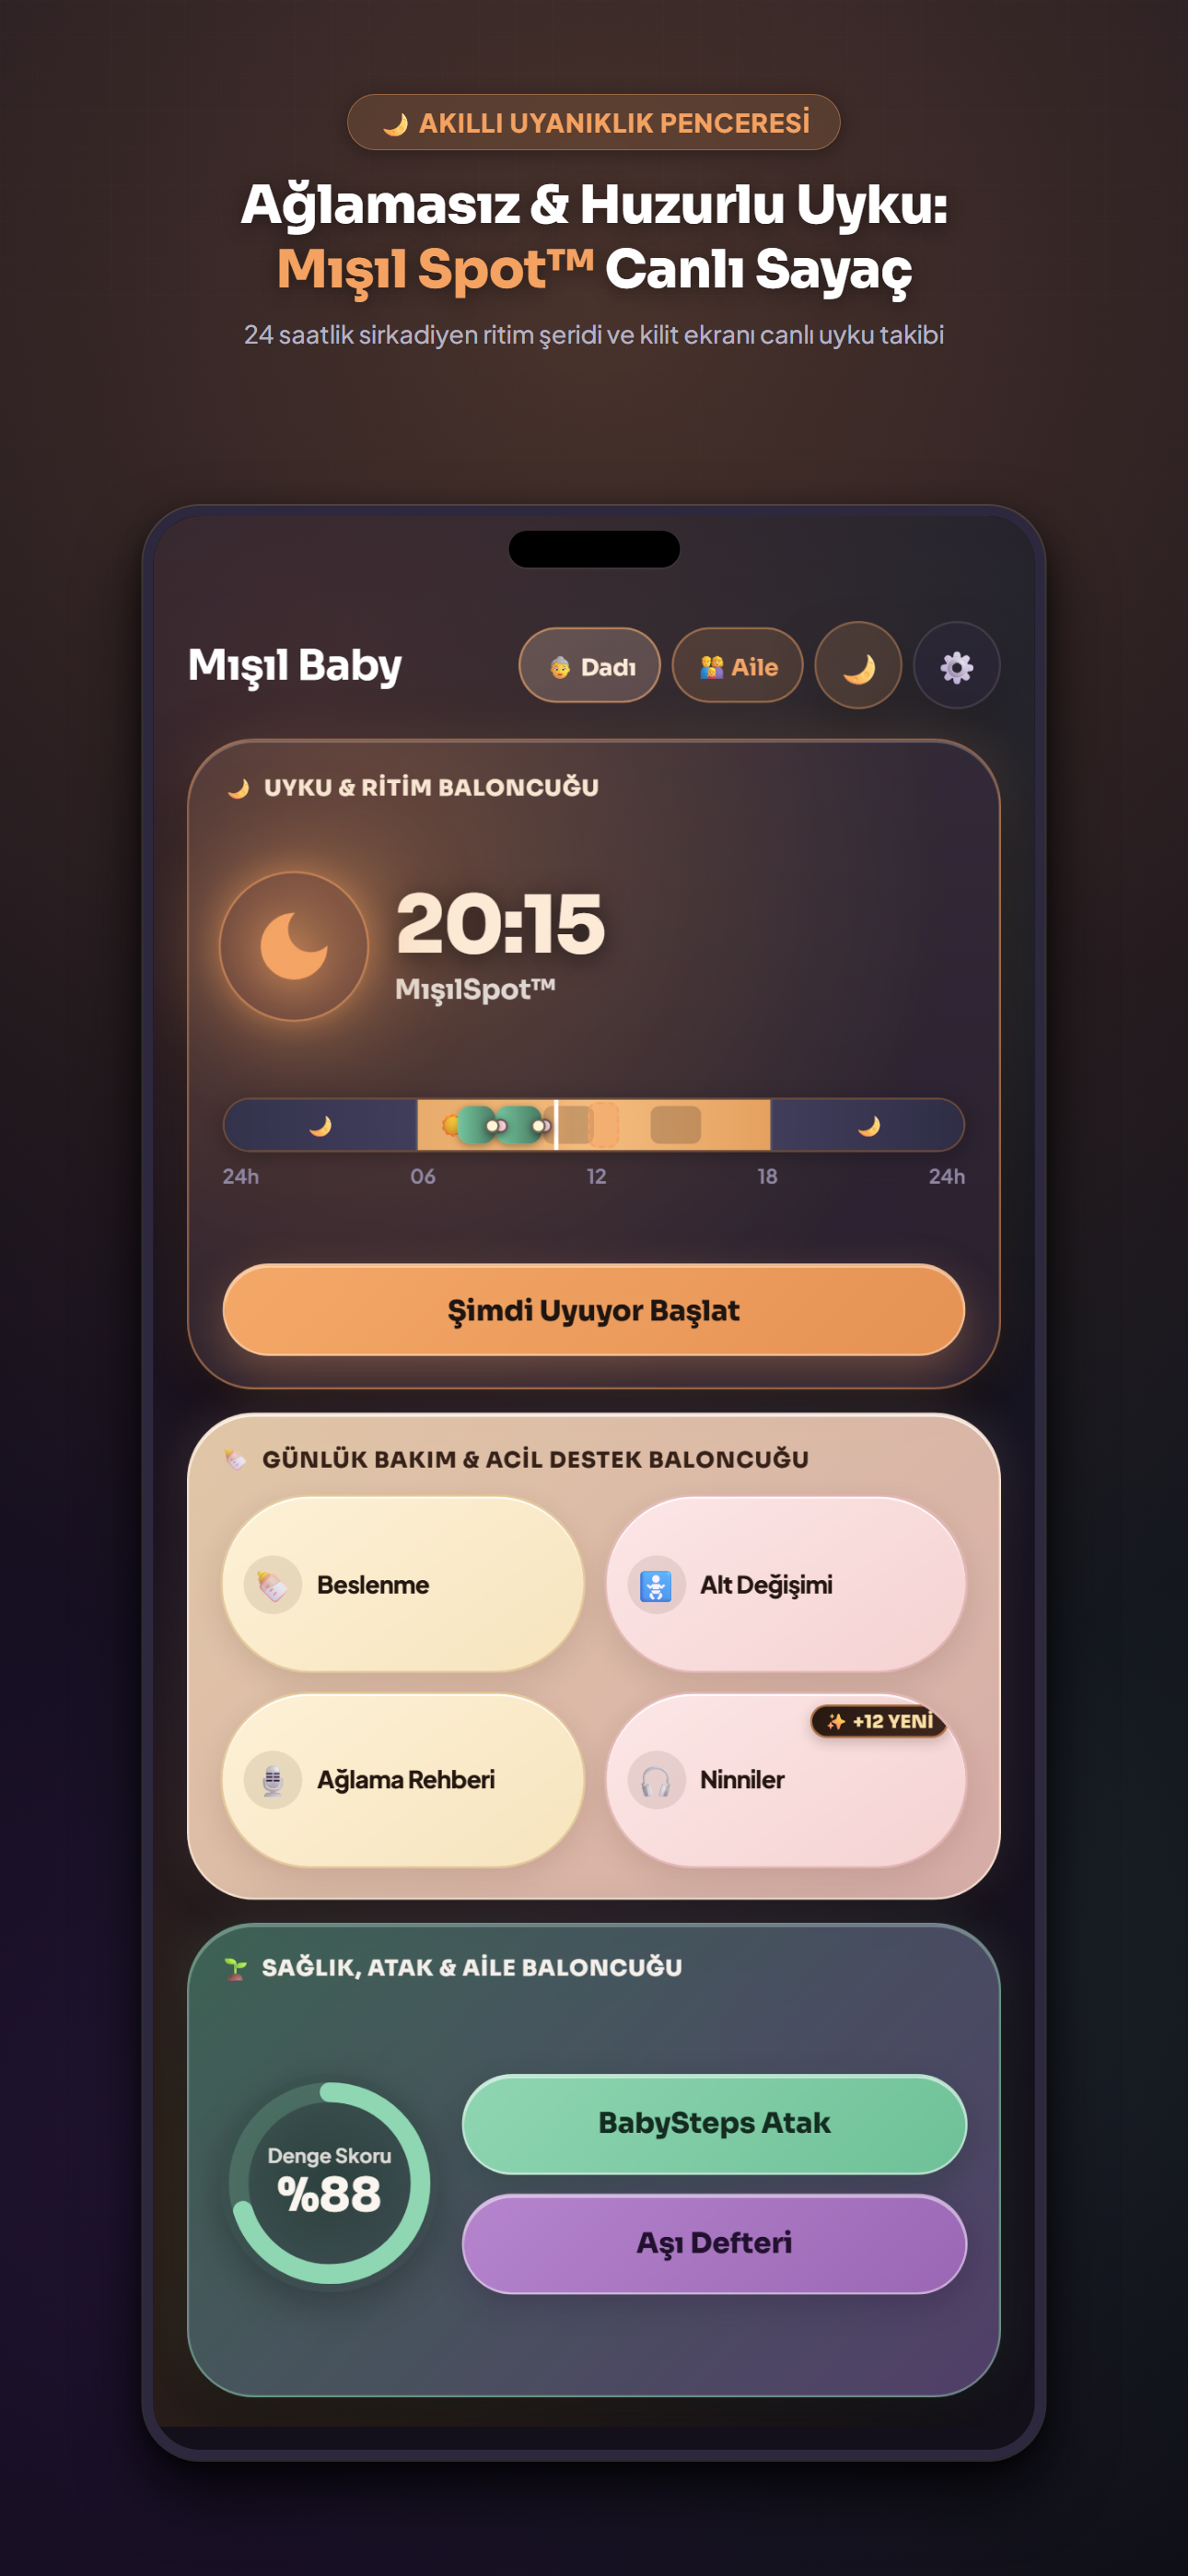 🌙 AKILLI UYANIKLIK PENCERESİ
Ağlamasız & Huzurlu Uyku:
Mışıl Spot™ Canlı Sayaç
24 saatlik sirkadiyen ritim şeridi ve kilit ekranı canlı uyku takibi
Mışıl Baby
Dadı
Aile
UYKU & RİTİM BALONCUĞU
20:15
MışılSpot™
24h 06 12 18 24h
Şimdi Uyuyor Başlat
GÜNLÜK BAKIM & ACİL DESTEK BALONCUĞU
Beslenme
Alt Değişimi
Ağlama Rehberi
✨ +12 YENİ
Ninniler
SAĞLIK, ATAK & AİLE BALONCUĞU
Denge Skoru
%88
BabySteps Atak
Aşı Defteri